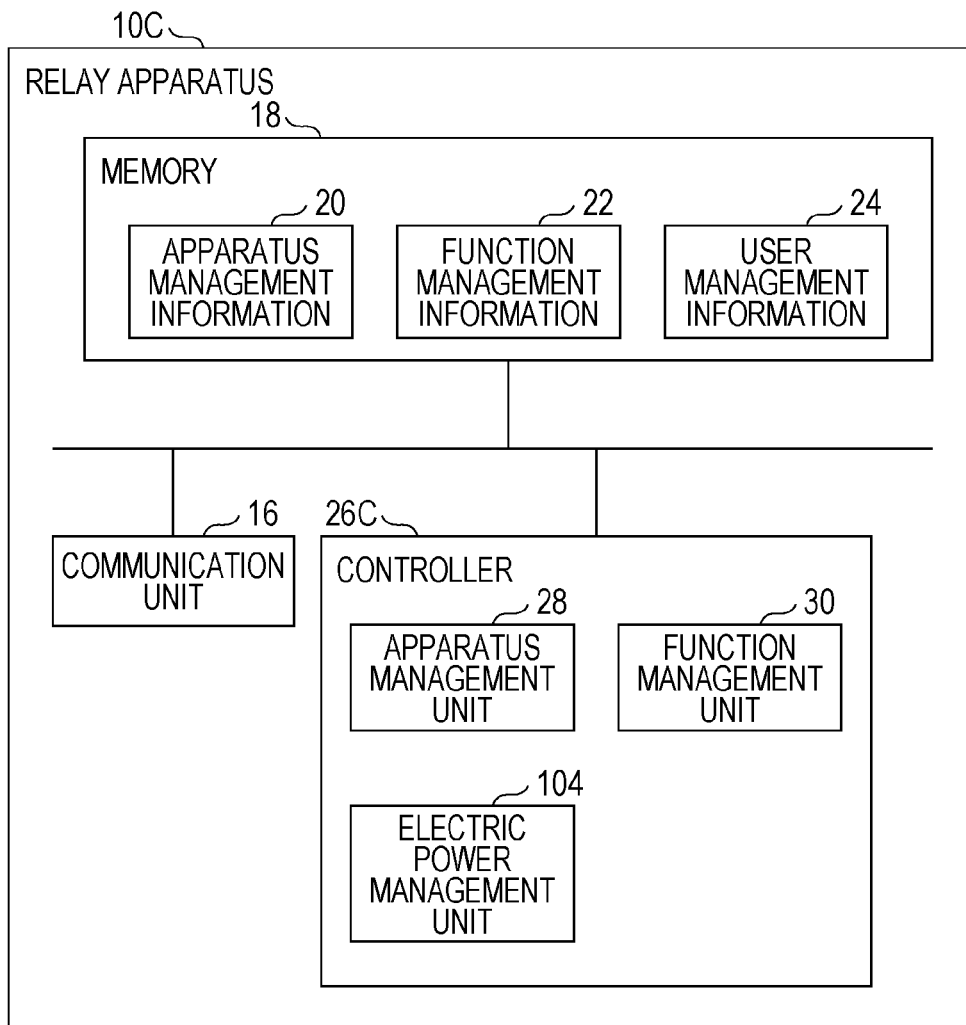 10C
RELAY APPARATUS
18
MEMORY
20
APPARATUS
MANAGEMENT
INFORMATION
22
FUNCTION
MANAGEMENT
INFORMATION
24
USER
MANAGEMENT
INFORMATION
16
COMMUNICATION
UNIT
26C
CONTROLLER
28
APPARATUS
MANAGEMENT
UNIT
30
FUNCTION
MANAGEMENT
UNIT
104
ELECTRIC
POWER
MANAGEMENT
UNIT